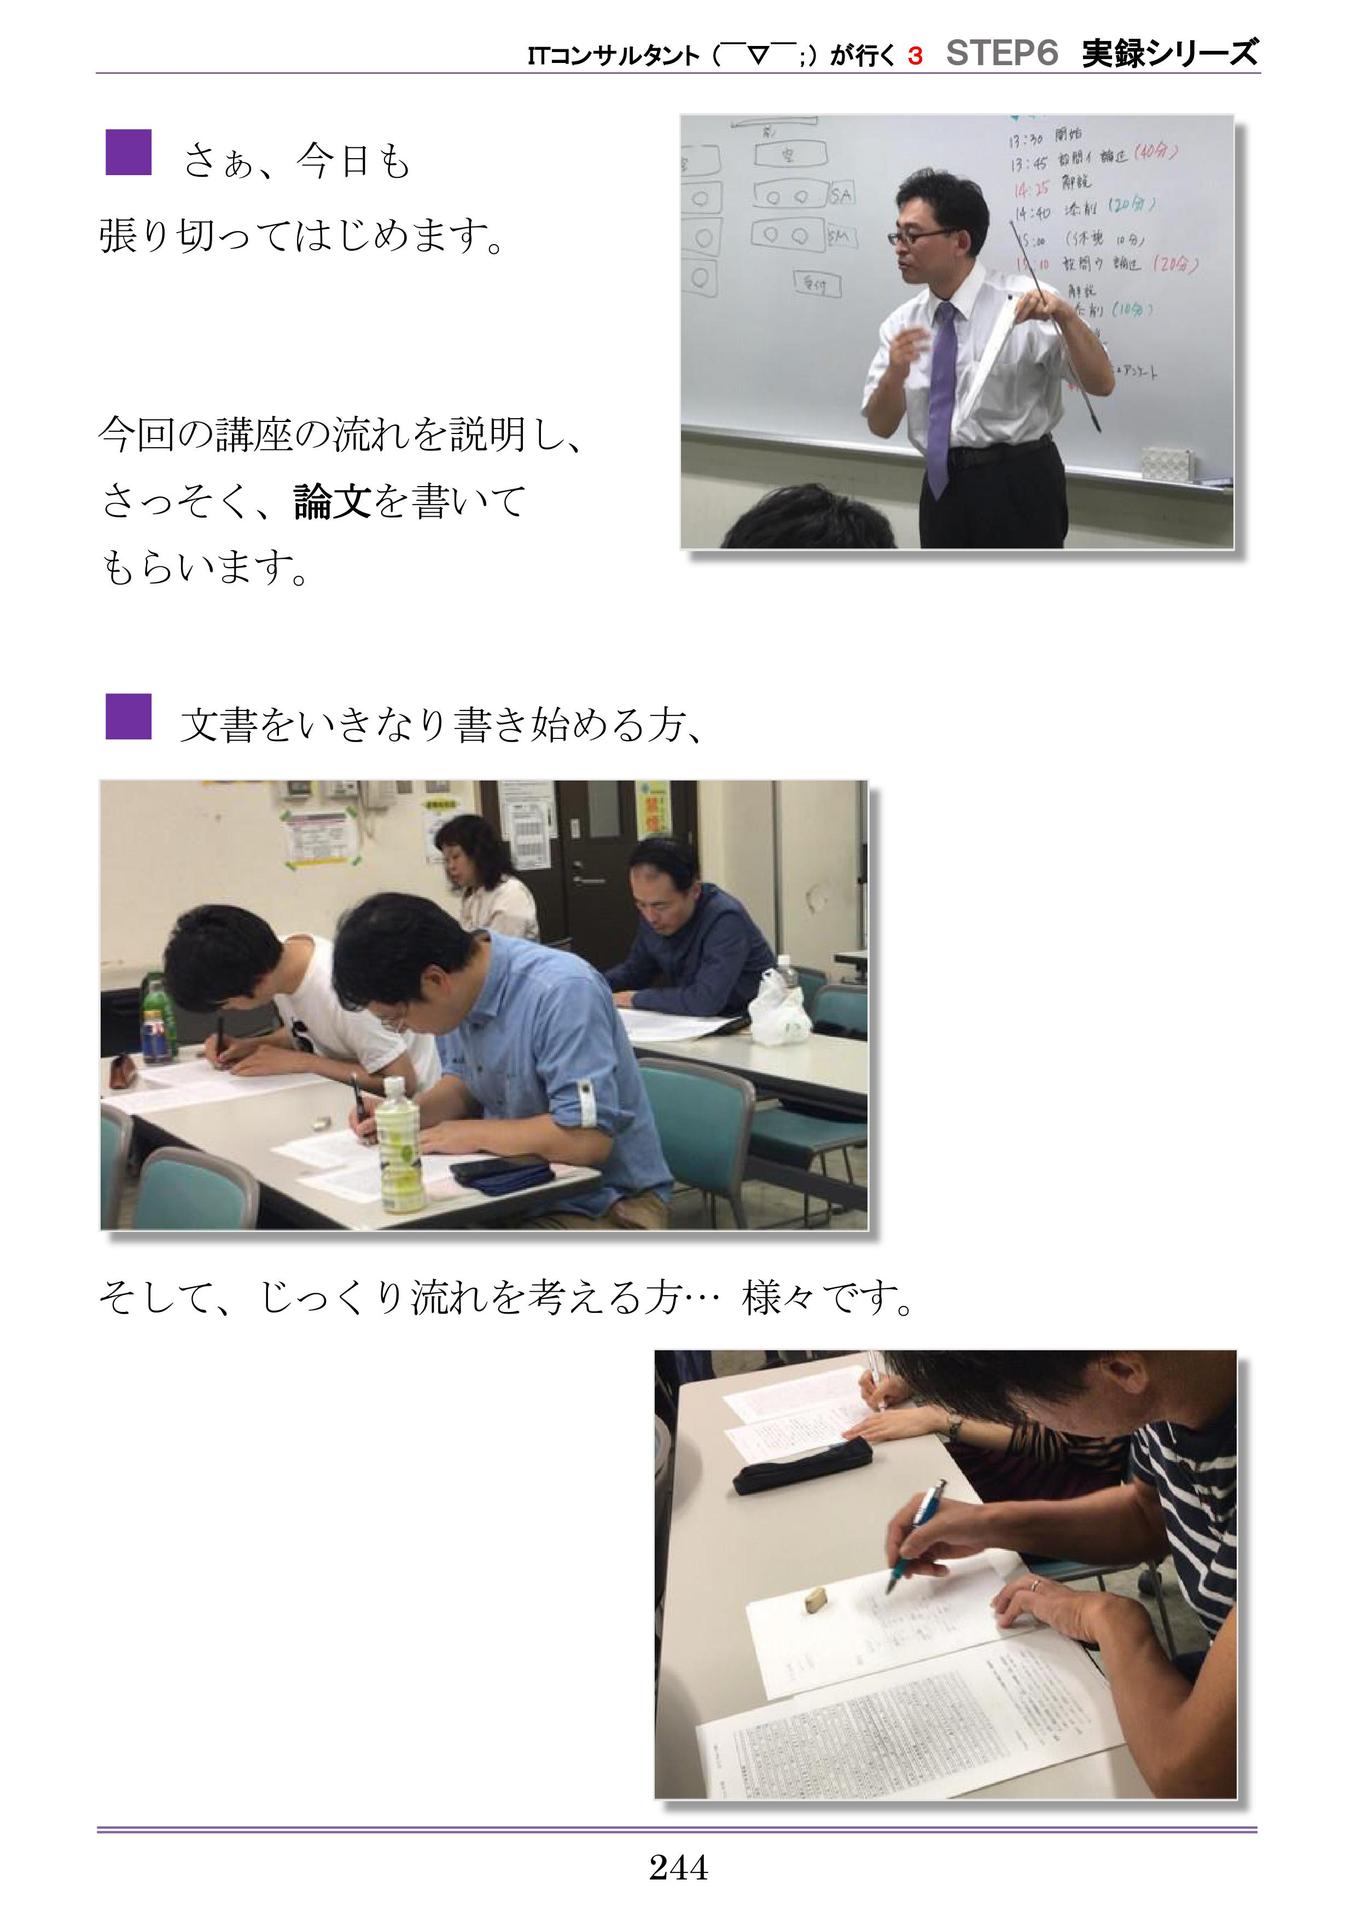 ITコンサルタント（￣▽￣;）が行く 3 STEP6 実録シリーズ
■ さぁ、今日も
張り切ってはじめます。
空
SA
SM
受付
13:30 開始
13:45 設問イ 論述 (40分)
14:25 解説
14:40 添削 (20分)
15:00 (休憩 10分)
15:10 設問ウ 論述 (20分)
解説
添削 (10分)
アンケート
今回の講座の流れを説明し、
さっそく、論文を書いて
もらいます。
■ 文書をいきなり書き始める方、
禁煙
そして、じっくり流れを考える方… 様々です。
244